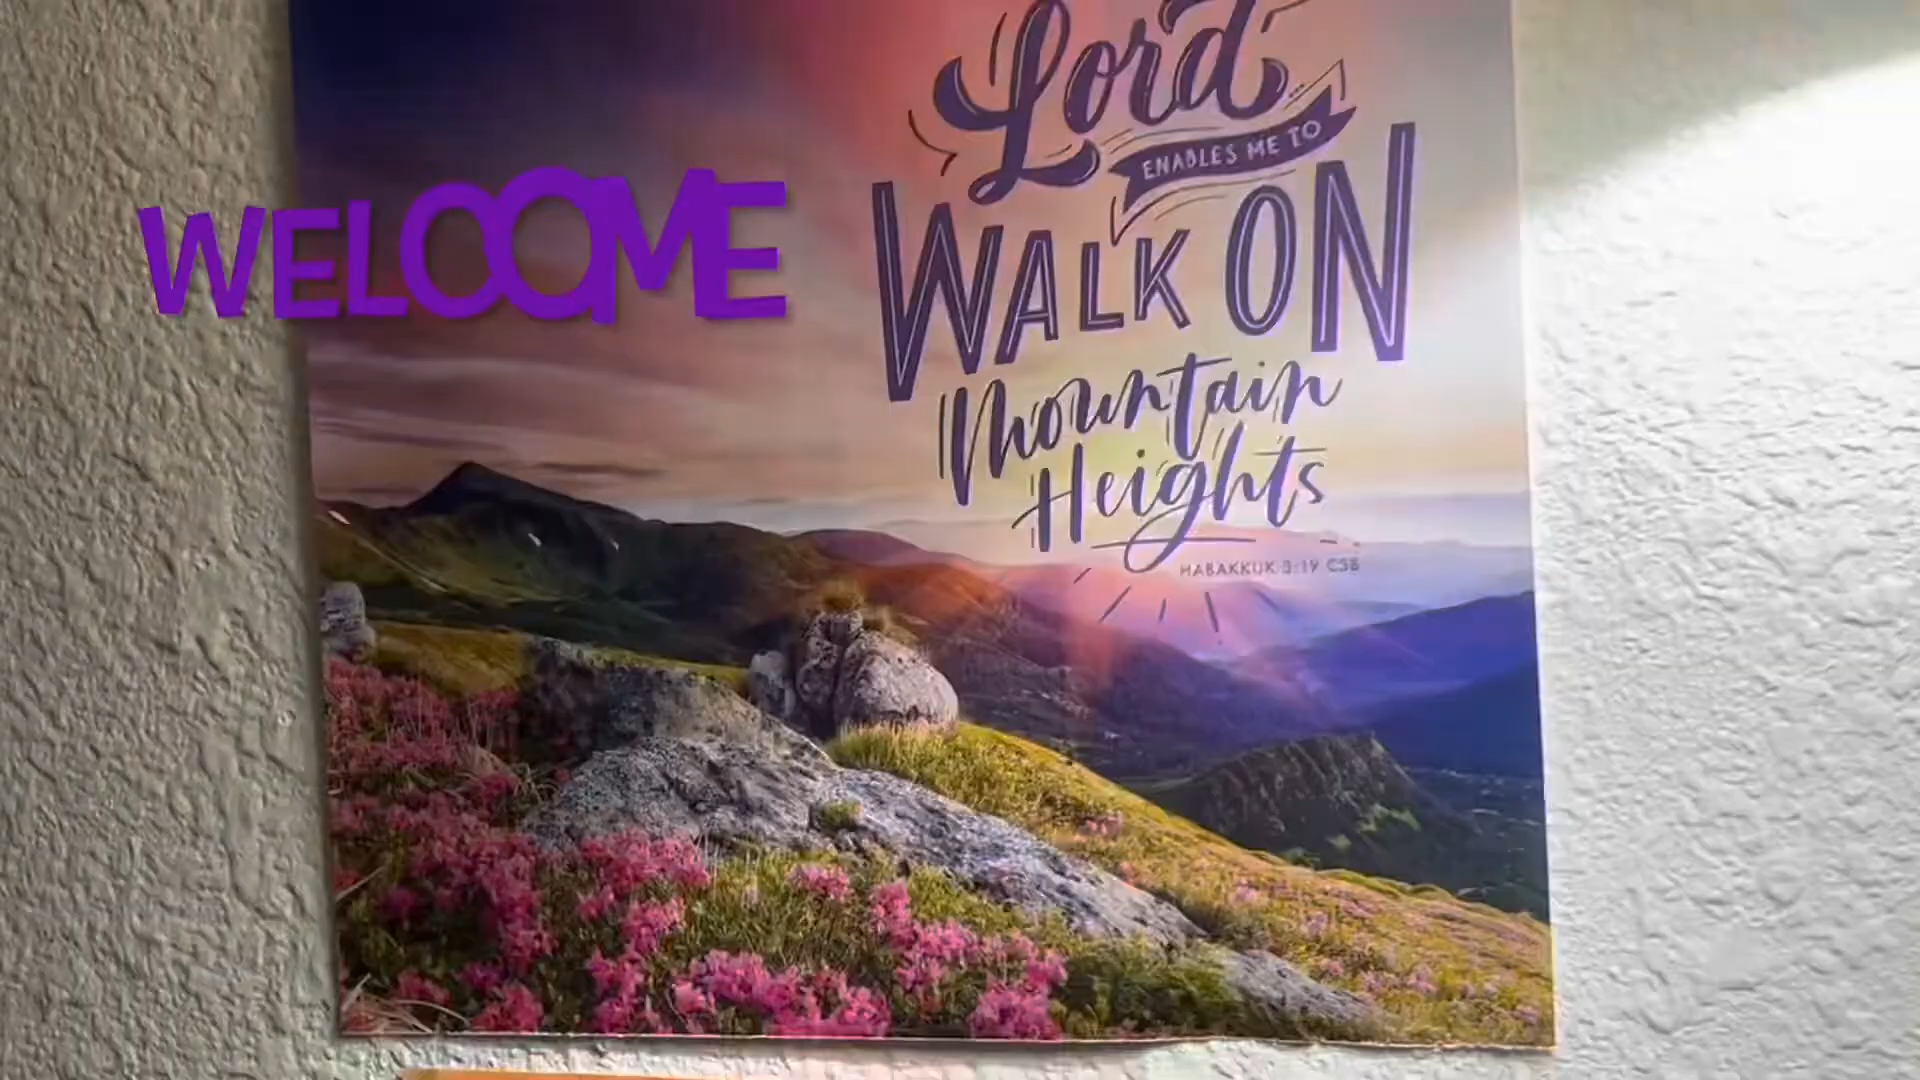 WELCOME
Lord
ENABLES ME TO
WALK ON
Mountain
Heights
HABAKKUK 3:19 CSB